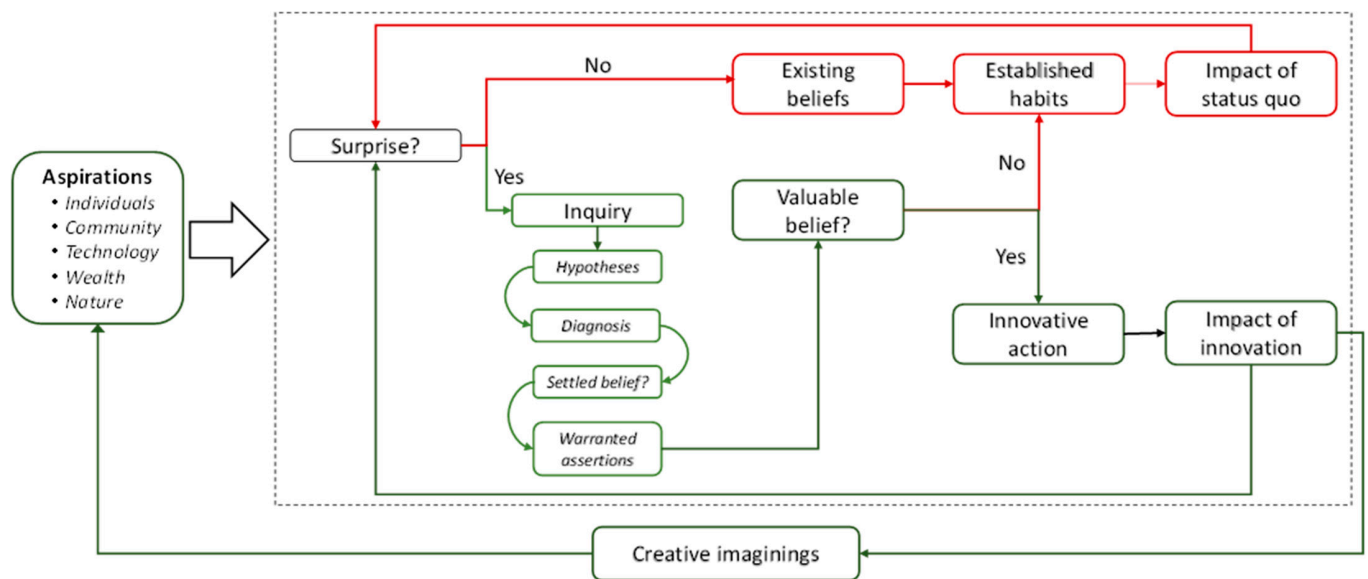 Aspirations
• Individuals
• Community
• Technology
• Wealth
• Nature
Surprise?
No
Existing
beliefs
Established
habits
Impact of
status quo
Yes
Inquiry
Hypotheses
Diagnosis
Settled belief?
Warranted
assertions
Valuable
belief?
No
Yes
Innovative
action
Impact of
innovation
Creative imaginings